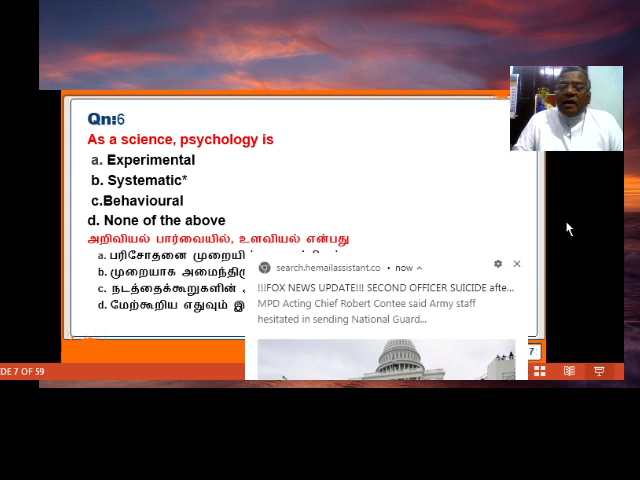 Qn:6
As a science, psychology is
a. Experimental
b. Systematic*
c.Behavioural
d. None of the above
அறிவியல் பார்வையில், உளவியல் என்பது
a. பரிசோதனை
b. முறையாக
c. நடத்தைக்கூறுகளின்
d. மேற்கூறிய எதுவும்
search.hemailassistant.co • now
!!!FOX NEWS UPDATE!!! SECOND OFFICER SUICIDE afte...
MPD Acting Chief Robert Contee said Army staff
hesitated in sending National Guard...
7
DE 7 OF 59